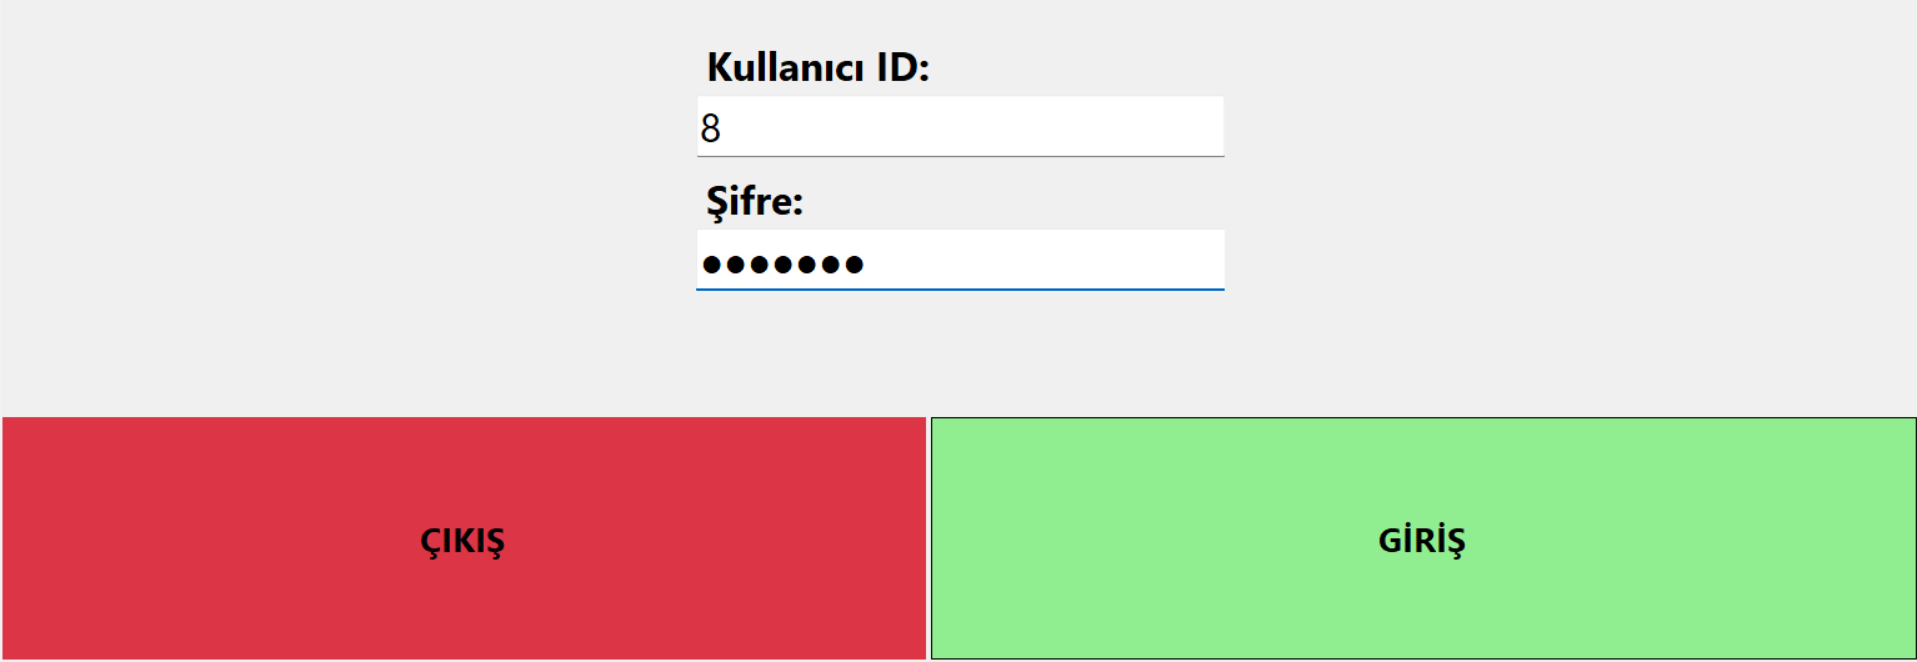 Kullanıcı ID:
8
Şifre:
●●●●●●●
ÇIKIŞ
GİRİŞ